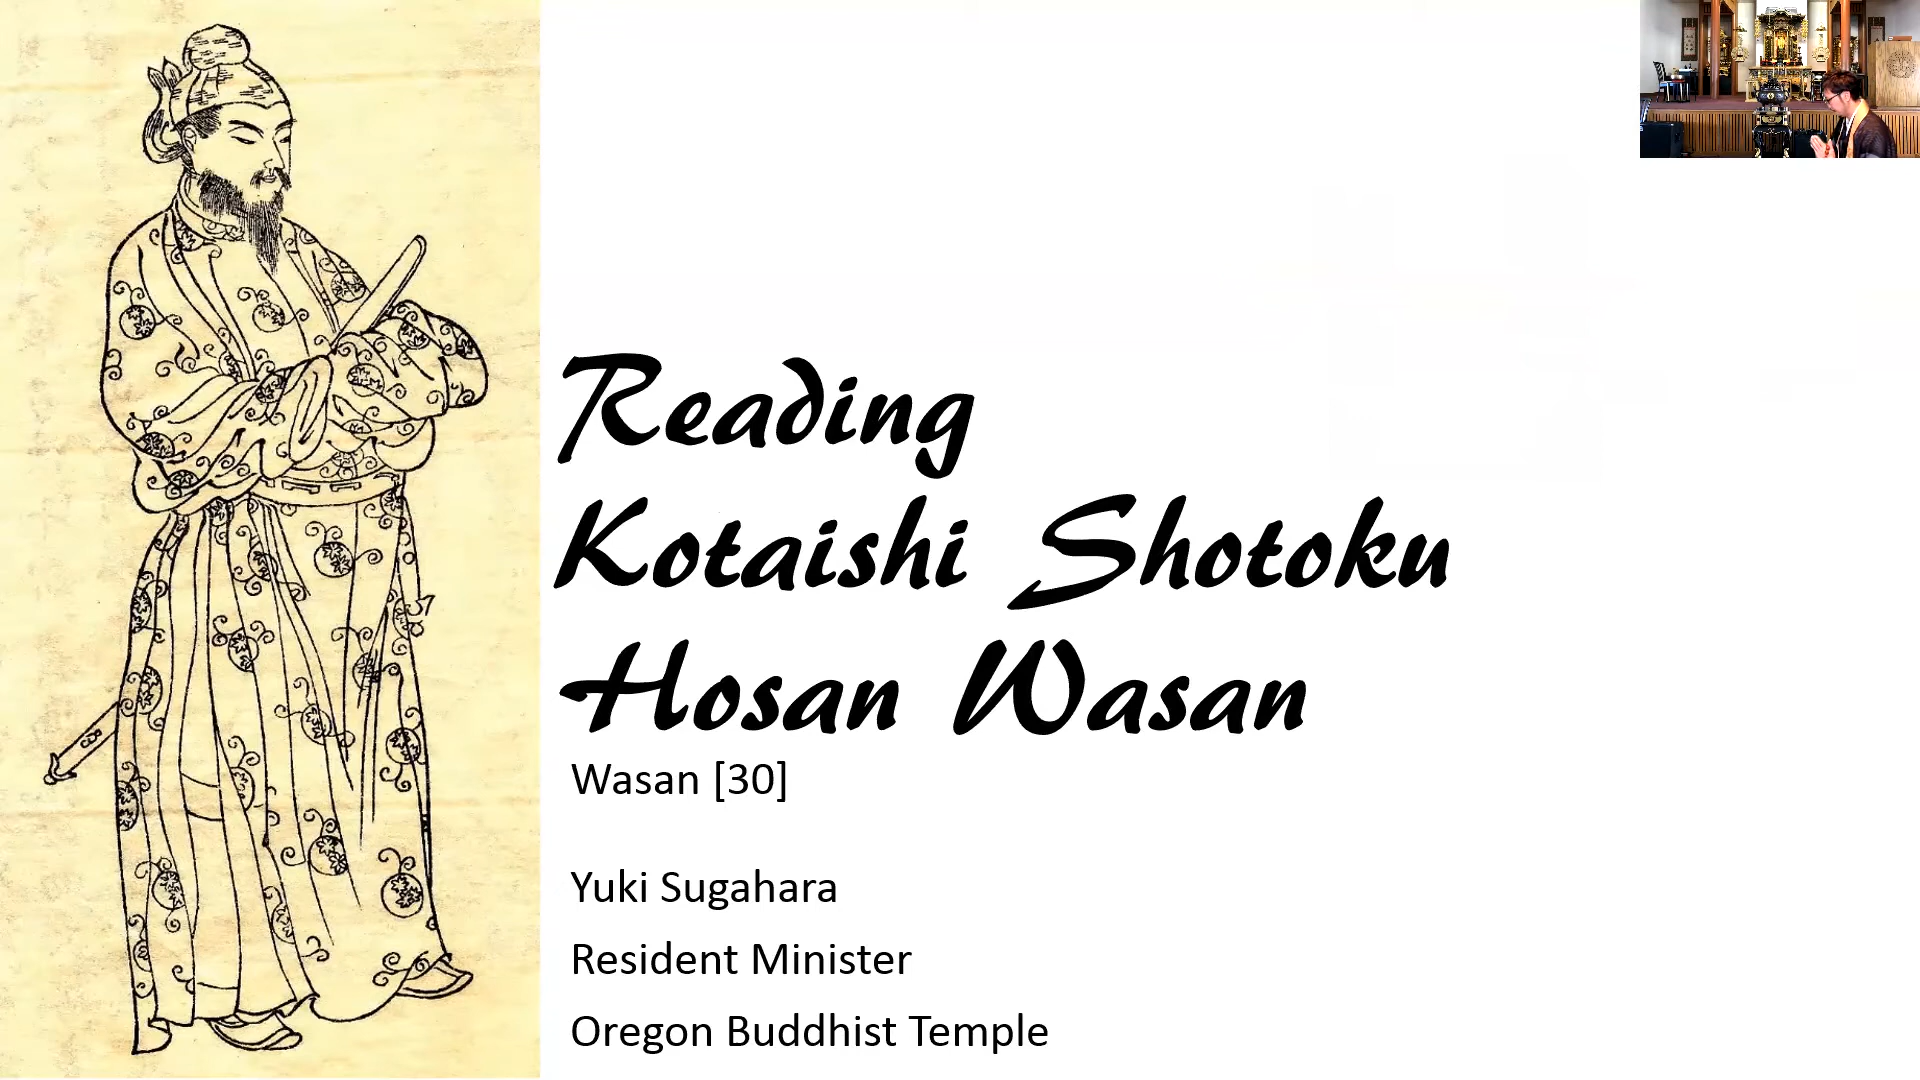 Reading
Kotaishi Shotoku
Hosan Wasan
Wasan [30]
Yuki Sugahara
Resident Minister
Oregon Buddhist Temple